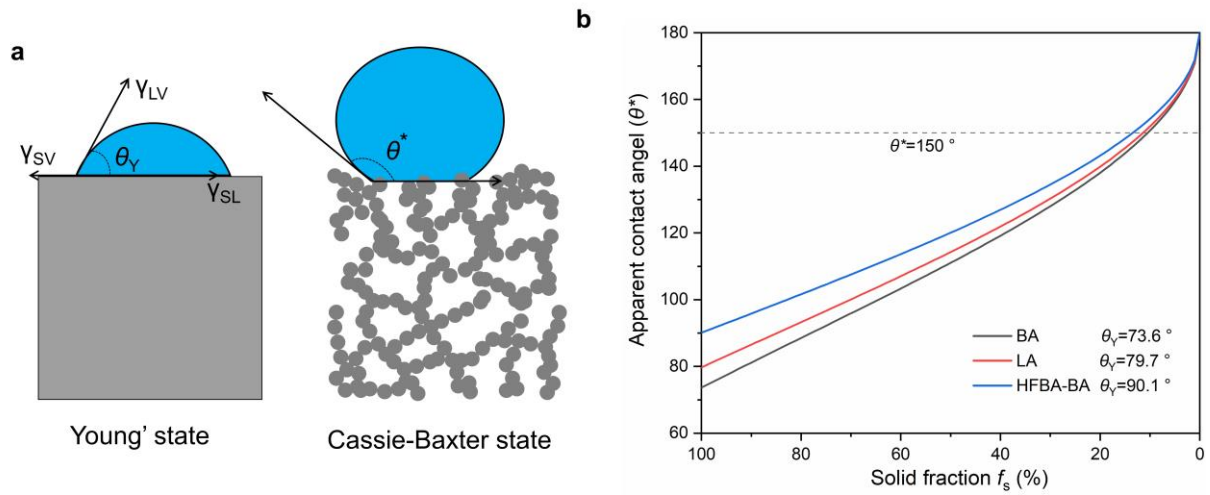 a
γLV
γSV
θY
γSL
Young' state
θ*
Cassie-Baxter state
b
Apparent contact angel (θ*)
180
160
140
120
100
80
60
θ*=150 °
BA θY=73.6 °
LA θY=79.7 °
HFBA-BA θY=90.1 °
100 80 60 40 20 0
Solid fraction fs (%)